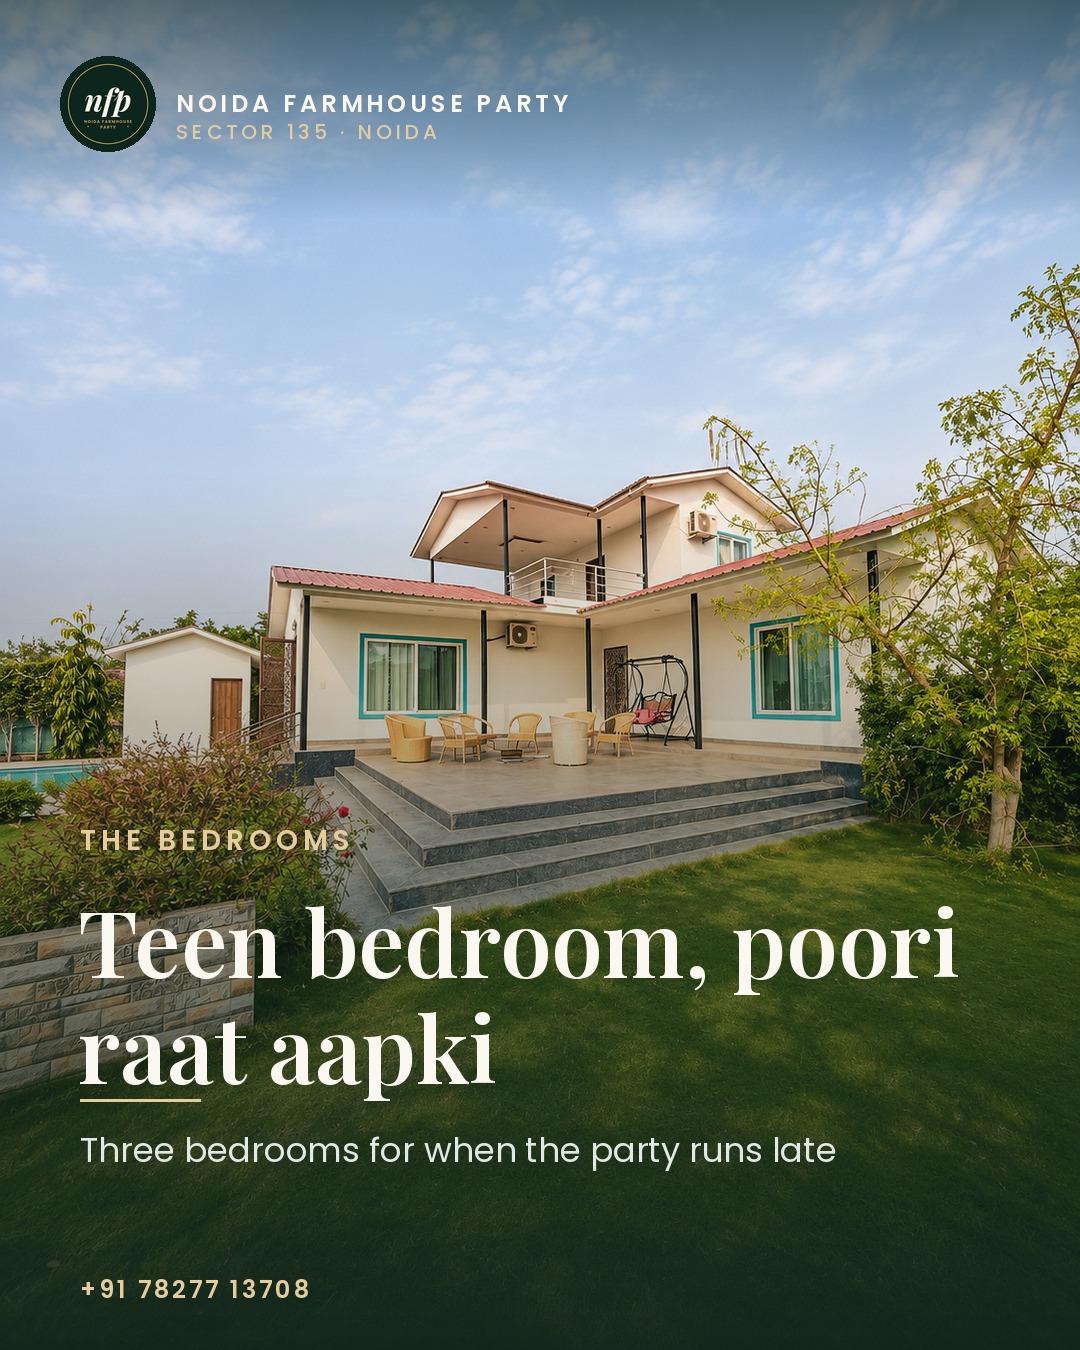 nfp
NOIDA FARMHOUSE
PARTY
NOIDA FARMHOUSE PARTY
SECTOR 135 · NOIDA
THE BEDROOMS
Teen bedroom, poori
raat aapki
Three bedrooms for when the party runs late
+91 78277 13708